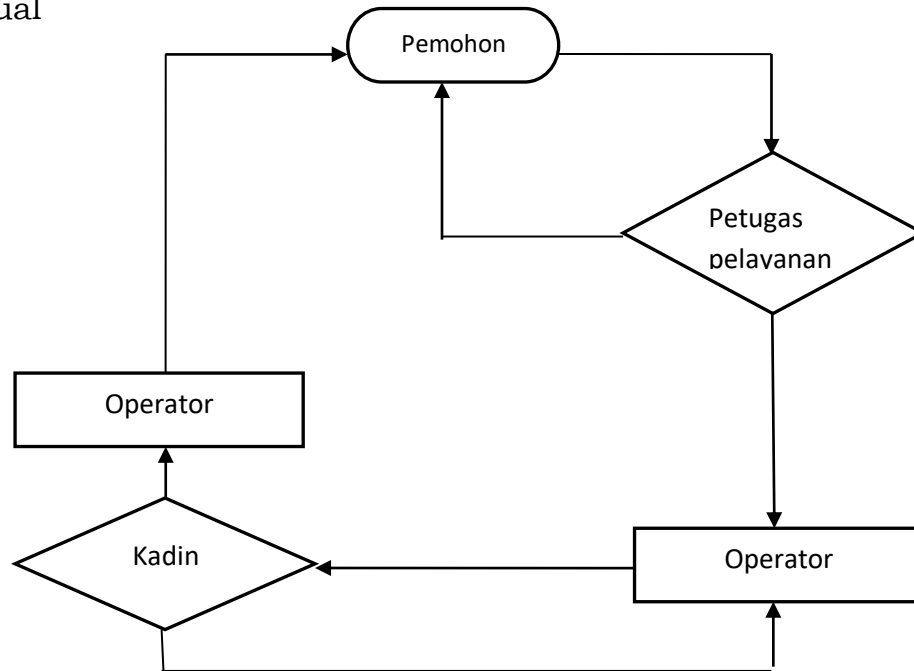 ual
Pemohon
Petugas
pelayanan
Operator
Operator
Kadin